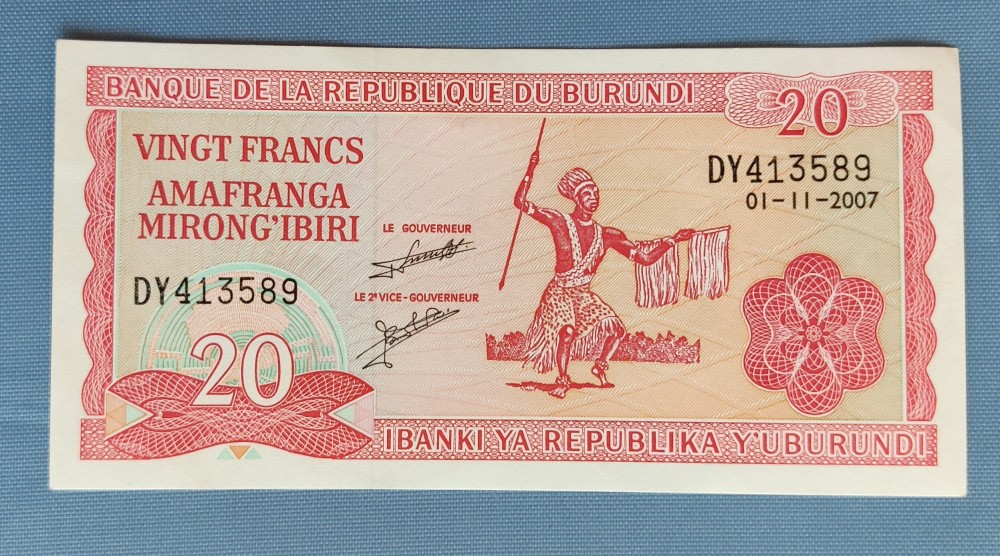 BANQUE DE LA REPUBLIQUE DU BURUNDI
20
VINGT FRANCS
AMAFRANGA
MIRONG'IBIRI
DY413589
01-11-2007
LE GOUVERNEUR
LE 2e VICE-GOUVERNEUR
DY413589
20
IBANKI YA REPUBLIKA Y'UBURUNDI